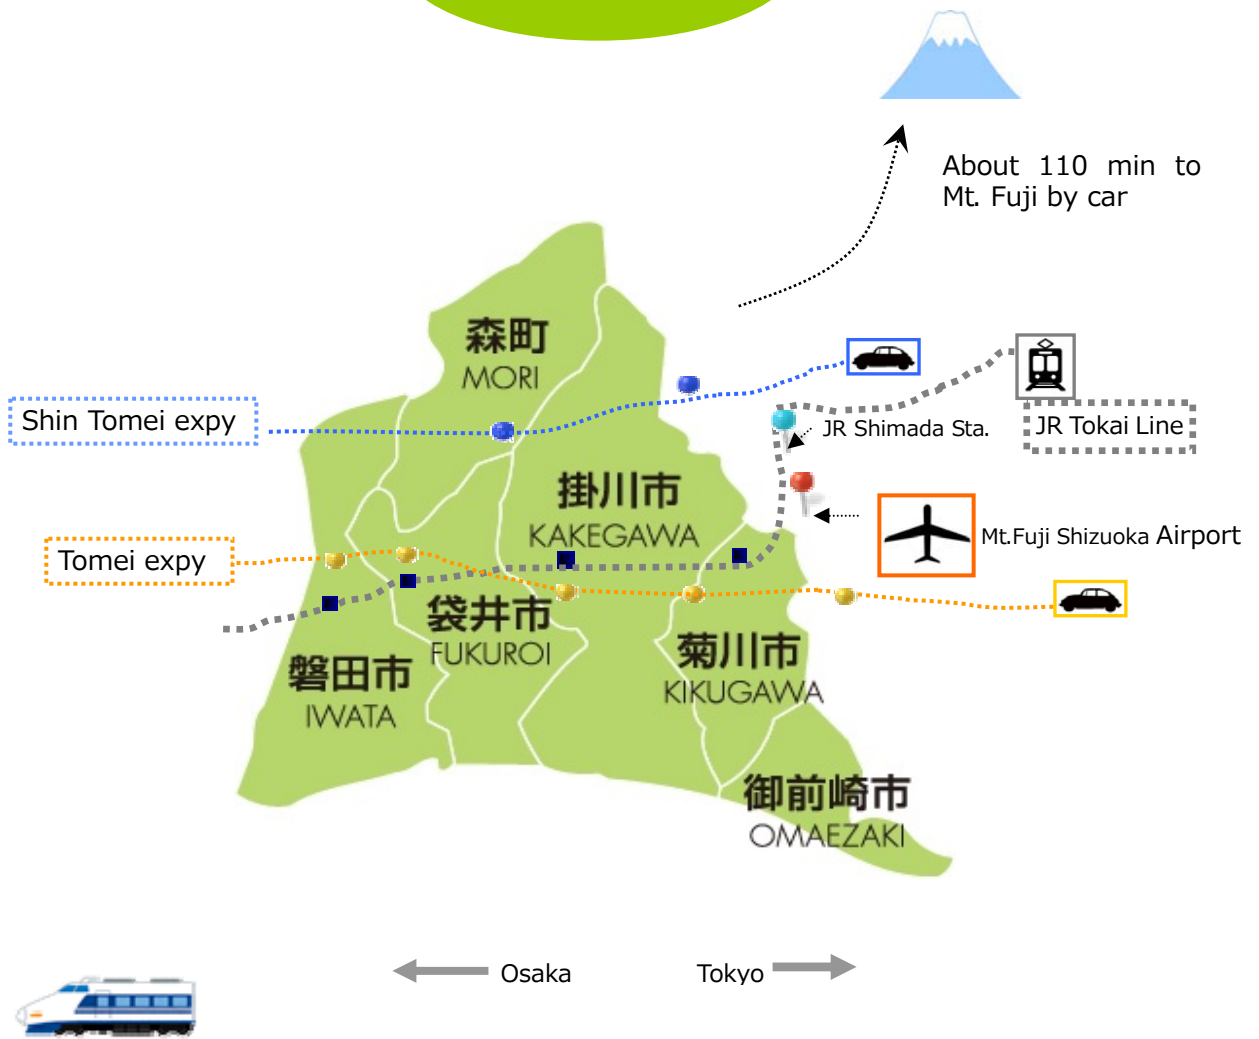 About 110 min to
Mt. Fuji by car
森町
MORI
Shin Tomei expy
JR Shimada Sta.
JR Tokai Line
掛川市
KAKEGAWA
Mt.Fuji Shizuoka Airport
Tomei expy
袋井市
FUKUROI
菊川市
KIKUGAWA
磐田市
IWATA
御前崎市
OMAEZAKI
Osaka
Tokyo